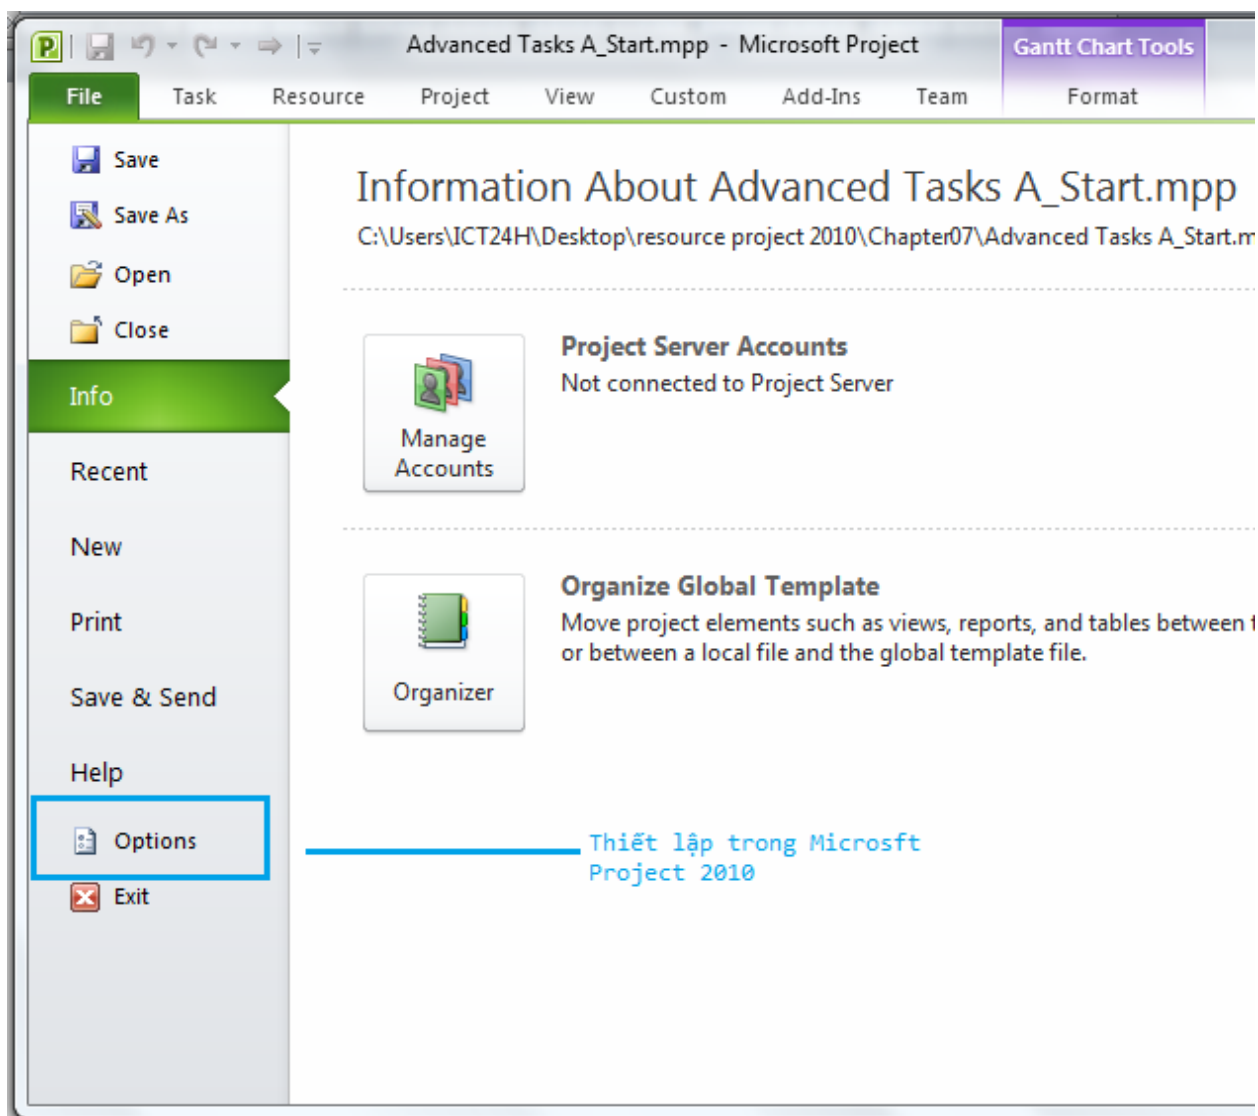 Advanced Tasks A_Start.mpp - Microsoft Project
Gantt Chart Tools
File Task Resource Project View Custom Add-Ins Team Format
Save
Save As
Open
Close
Info
Recent
New
Print
Save & Send
Help
Options
Exit
Information About Advanced Tasks A_Start.mpp
C:\Users\ICT24H\Desktop\resource project 2010\Chapter07\Advanced Tasks A_Start.m
Manage
Accounts
Project Server Accounts
Not connected to Project Server
Organizer
Organize Global Template
Move project elements such as views, reports, and tables between t
or between a local file and the global template file.
Thiết lập trong Microsft
Project 2010